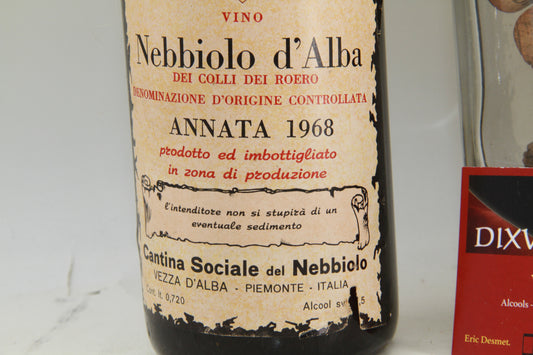 VINO
Nebbiolo d'Alba
DEI COLLI DEI ROERO
DENOMINAZIONE D'ORIGINE CONTROLLATA
ANNATA 1968
prodotto ed imbottigliato
in zona di produzione
l'intenditore non si stupirà di un
eventuale sedimento
Cantina Sociale del Nebbiolo
VEZZA D'ALBA - PIEMONTE - ITALIA
Cont. lt. 0,720
Alcool
DIXV
Alcools -
Eric Desmet.